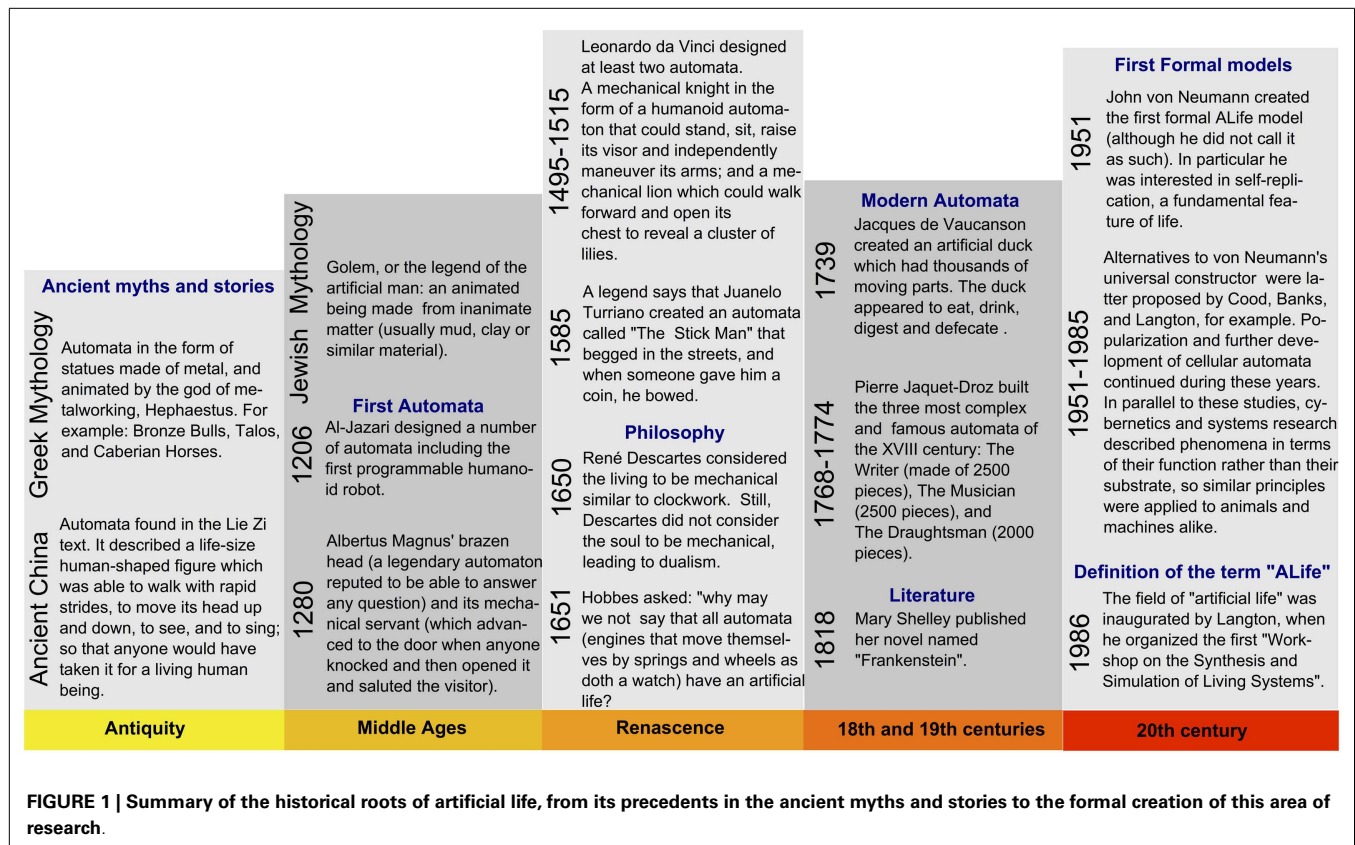 Ancient myths and stories
Greek Mythology
Automata in the form of
statues made of metal, and
animated by the god of me-
talworking, Hephaestus. For
example: Bronze Bulls, Talos,
and Caberian Horses.
Ancient China
Automata found in the Lie Zi
text. It described a life-size
human-shaped figure which
was able to walk with rapid
strides, to move its head up
and down, to see, and to sing;
so that anyone would have
taken it for a living human
being.
Antiquity
Jewish Mythology
Golem, or the legend of the
artificial man: an animated
being made from inanimate
matter (usually mud, clay or
similar material).
First Automata
1206
Al-Jazari designed a number
of automata including the
first programmable humano-
id robot.
1280
Albertus Magnus' brazen
head (a legendary automaton
reputed to be able to answer
any question) and its mecha-
nical servant (which advan-
ced to the door when anyone
knocked and then opened it
and saluted the visitor).
Middle Ages
1495-1515
Leonardo da Vinci designed
at least two automata.
A mechanical knight in the
form of a humanoid automa-
ton that could stand, sit, raise
its visor and independently
maneuver its arms; and a me-
chanical lion which could walk
forward and open its
chest to reveal a cluster of
lilies.
1585
A legend says that Juanelo
Turriano created an automata
called "The Stick Man" that
begged in the streets, and
when someone gave him a
coin, he bowed.
Philosophy
1650
René Descartes considered
the living to be mechanical
similar to clockwork. Still,
Descartes did not consider
the soul to be mechanical,
leading to dualism.
1651
Hobbes asked: "why may
we not say that all automata
(engines that move themsel-
ves by springs and wheels as
doth a watch) have an artificial
life?
Renascence
Modern Automata
1739
Jacques de Vaucanson
created an artificial duck
which had thousands of
moving parts. The duck
appeared to eat, drink,
digest and defecate .
1768-1774
Pierre Jaquet-Droz built
the three most complex
and famous automata of
the XVIII century: The
Writer (made of 2500
pieces), The Musician
(2500 pieces), and
The Draughtsman (2000
pieces).
Literature
1818
Mary Shelley published
her novel named
"Frankenstein".
18th and 19th centuries
First Formal models
1951
John von Neumann created
the first formal ALife model
(although he did not call it
as such). In particular he
was interested in self-repli-
cation, a fundamental fea-
ture of life.
1951-1985
Alternatives to von Neumann's
universal constructor were la-
tter proposed by Cood, Banks,
and Langton, for example. Po-
pularization and further deve-
lopment of cellular automata
continued during these years.
In parallel to these studies, cy-
bernetics and systems research
described phenomena in terms
of their function rather than their
substrate, so similar principles
were applied to animals and
machines alike.
Definition of the term "ALife"
1986
The field of "artificial life" was
inaugurated by Langton, when
he organized the first "Work-
shop on the Synthesis and
Simulation of Living Systems".
20th century
FIGURE 1 | Summary of the historical roots of artificial life, from its precedents in the ancient myths and stories to the formal creation of this area of
research.